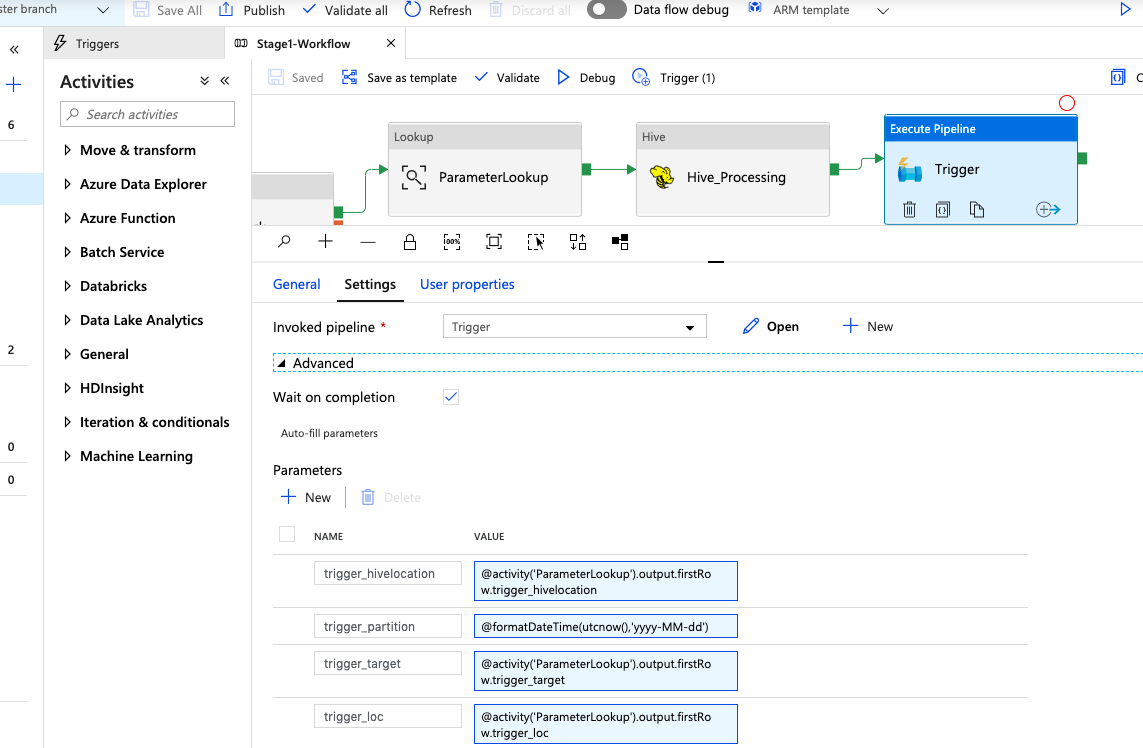 ster branch
Save All
Publish
Validate all
Refresh
Discard all
Data flow debug
ARM template
Triggers
Stage1-Workflow
Activities
Search activities
6
2
0
0
Move & transform
Azure Data Explorer
Azure Function
Batch Service
Databricks
Data Lake Analytics
General
HDInsight
Iteration & conditionals
Machine Learning
Saved
Save as template
Validate
Debug
Trigger (1)
Lookup
ParameterLookup
Hive
Hive_Processing
Execute Pipeline
Trigger
100%
General
Settings
User properties
Invoked pipeline *
Trigger
Open
New
Advanced
Wait on completion
Auto-fill parameters
Parameters
New
Delete
NAME
VALUE
trigger_hivelocation
@activity('ParameterLookup').output.firstRo
w.trigger_hivelocation
trigger_partition
@formatDateTime(utcnow(),'yyyy-MM-dd')
trigger_target
@activity('ParameterLookup').output.firstRo
w.trigger_target
trigger_loc
@activity('ParameterLookup').output.firstRo
w.trigger_loc